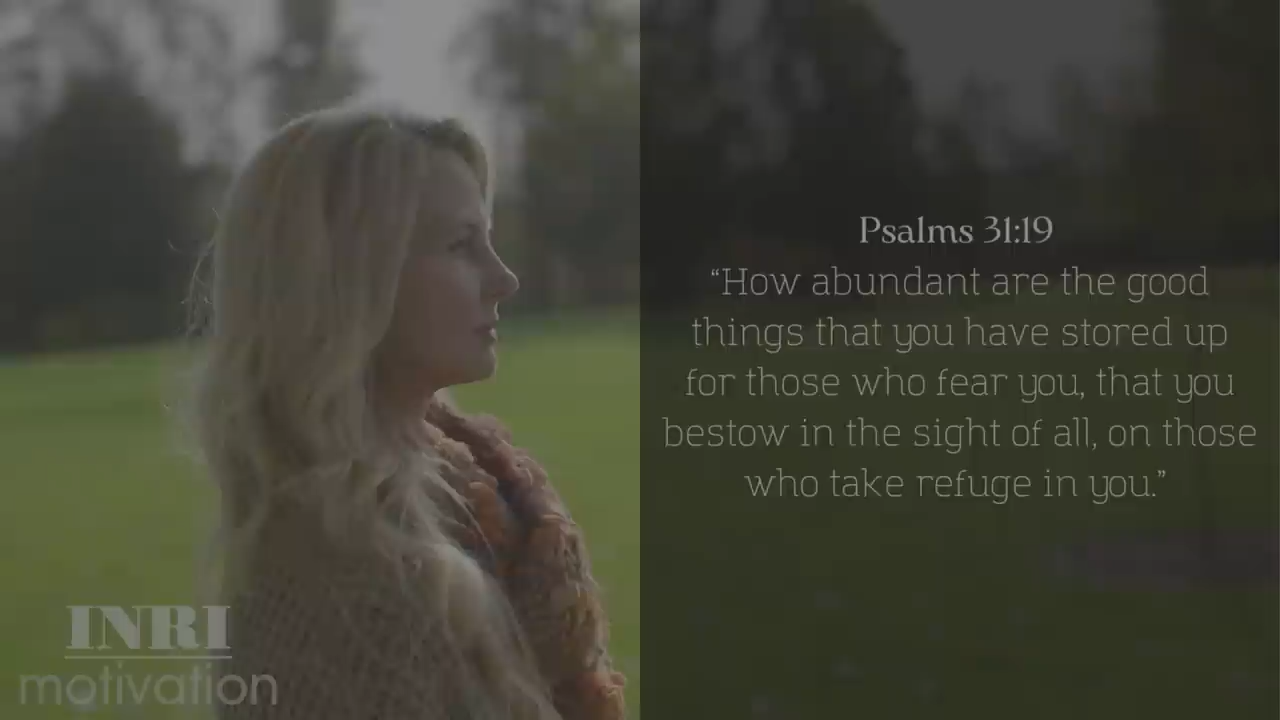 Psalms 31:19
“How abundant are the good
things that you have stored up
for those who fear you, that you
bestow in the sight of all, on those
who take refuge in you.”
INRI
motivation